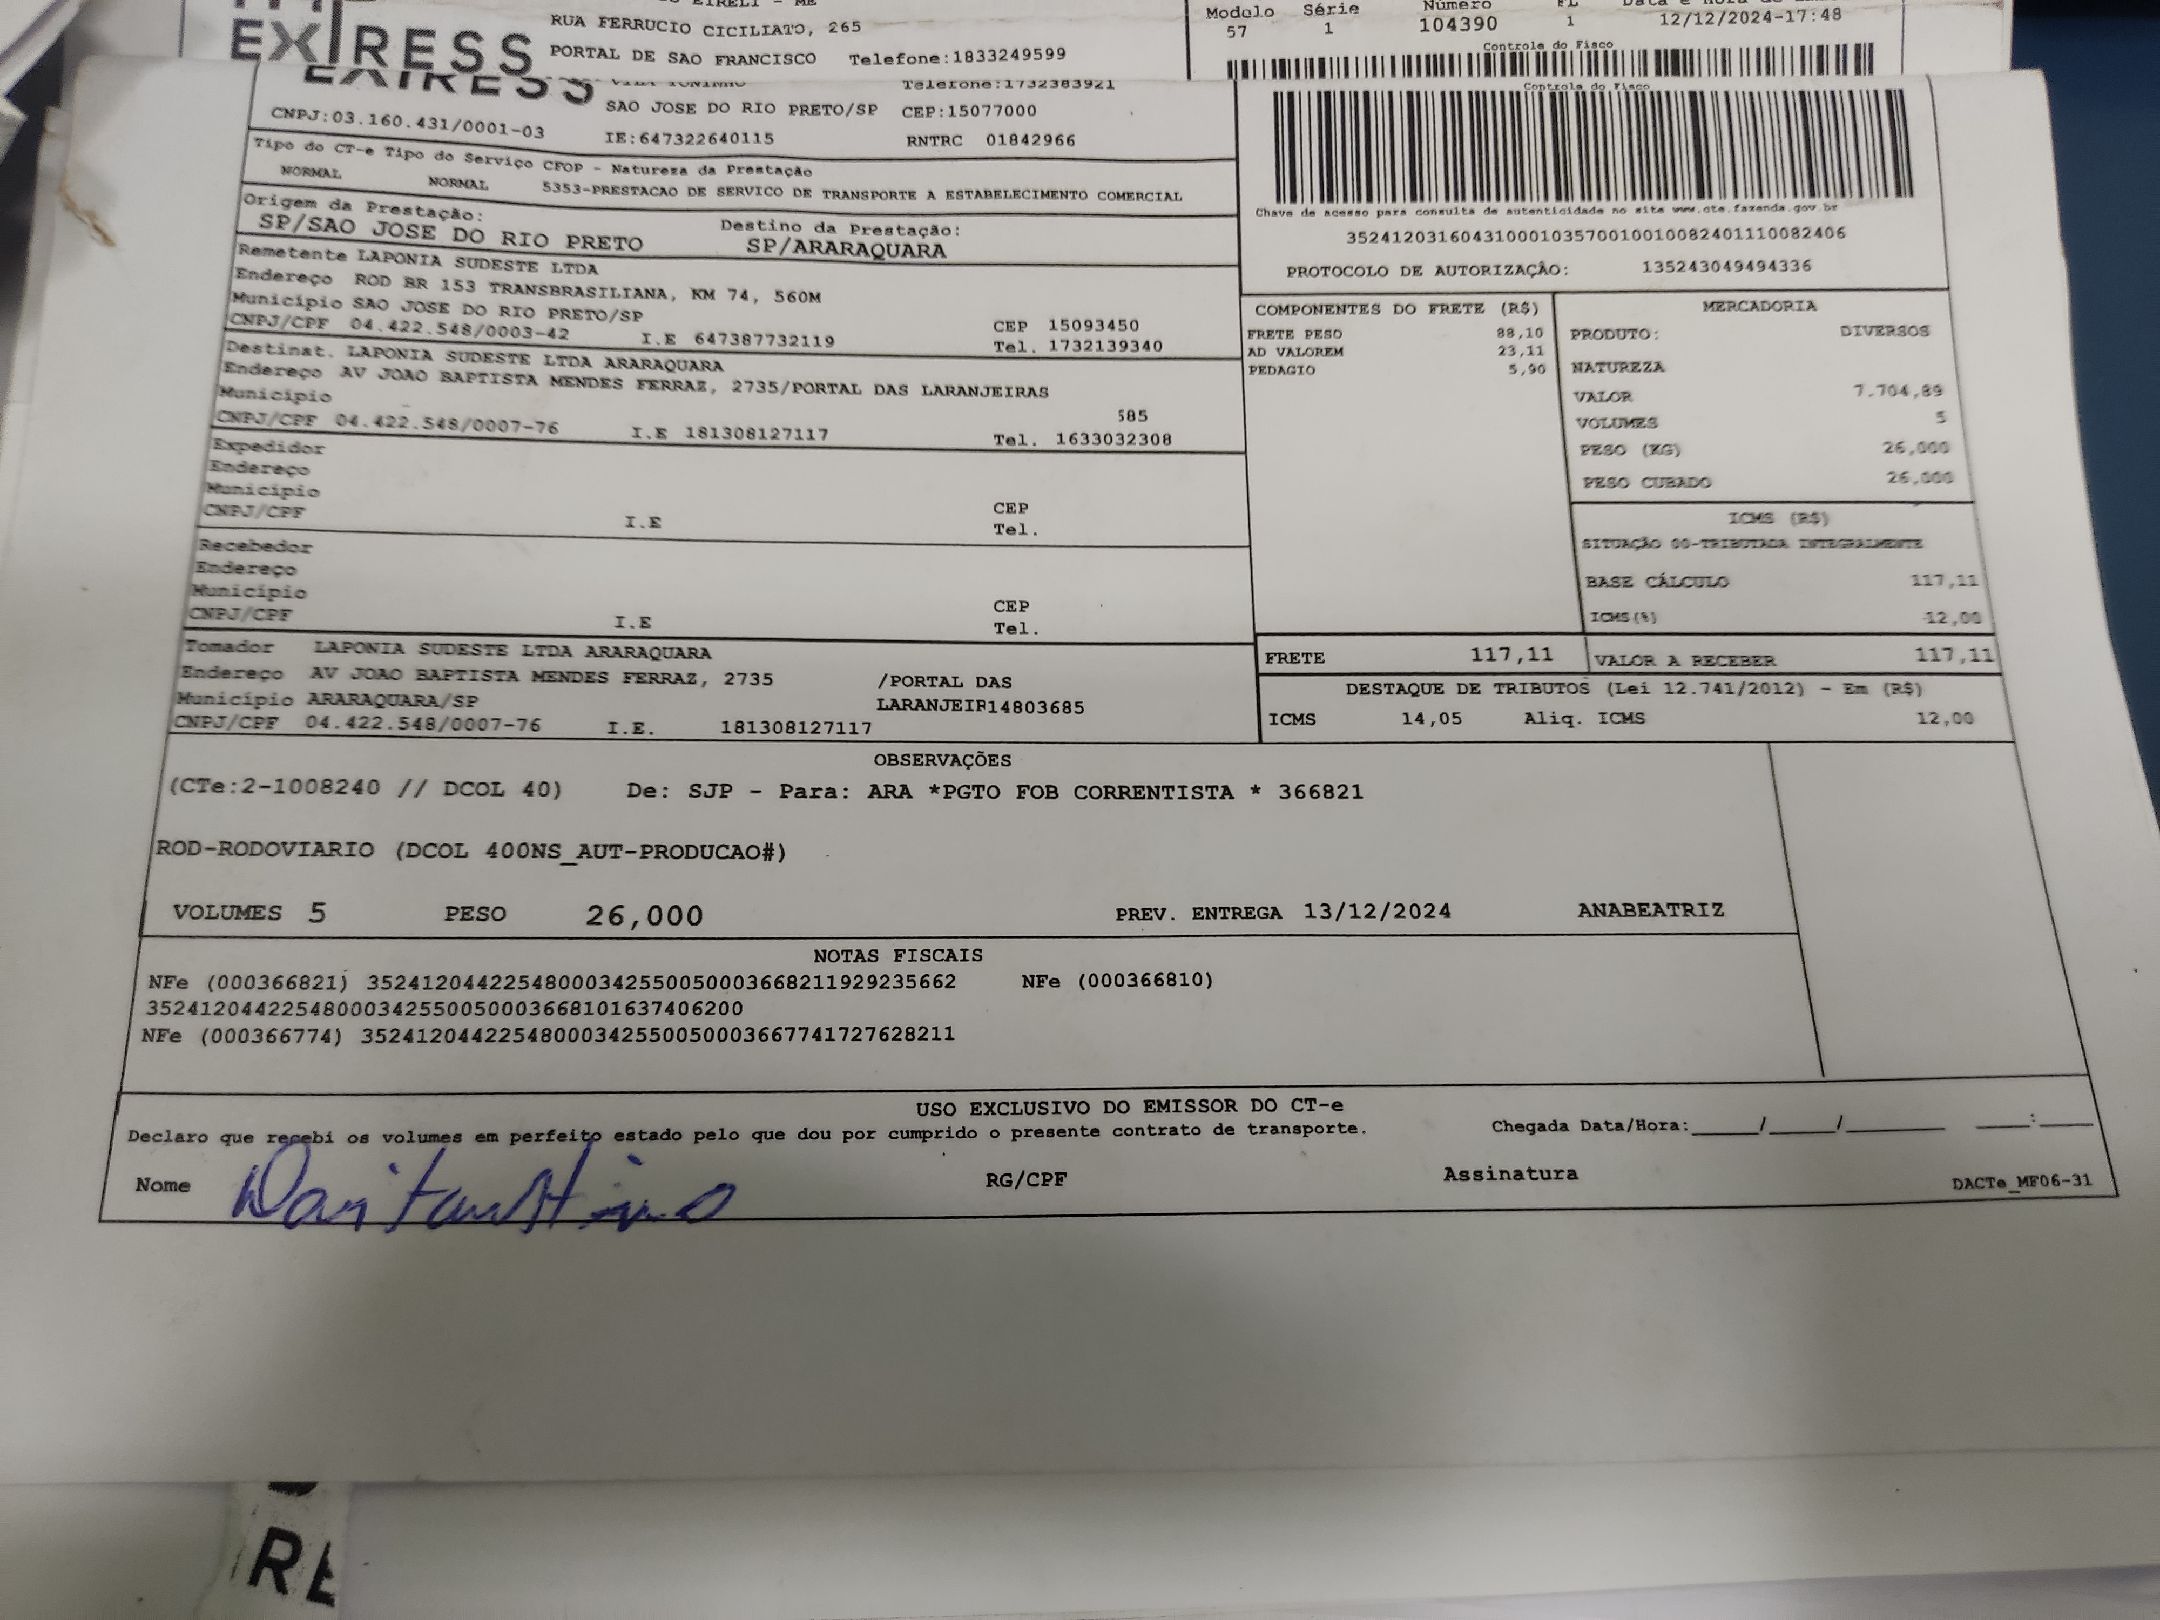 EIRELI - ME
EXPRESS
RUA FERRUCIO CICILIATO, 265
PORTAL DE SAO FRANCISCO Telefone:1833249599
Modelo Série Número FL
57 1 104390 1 12/12/2024-17:48
Controle do Fisco
Telefone:1732383921
SAO JOSE DO RIO PRETO/SP CEP:15077000
CNPJ:03.160.431/0001-03 IE:647322640115 RNTRC 01842966
Tipo do CT-e Tipo do Serviço CFOP - Natureza da Prestação
NORMAL NORMAL 5353-PRESTACAO DE SERVICO DE TRANSPORTE A ESTABELECIMENTO COMERCIAL
Origem da Prestação: Destino da Prestação:
SP/SAO JOSE DO RIO PRETO SP/ARARAQUARA
Controle do Fisco
Chave de acesso para consulta de autenticidade no site www.cte.fazenda.gov.br
35241203160431000103570010010082401110082406
PROTOCOLO DE AUTORIZAÇÃO: 135243049494336
Remetente LAPONIA SUDESTE LTDA
Endereço ROD BR 153 TRANSBRASILIANA, KM 74, 560M
Município SAO JOSE DO RIO PRETO/SP CEP 15093450
CNPJ/CPF 04.422.548/0003-42 I.E 647387732119 Tel. 1732139340
Destinat. LAPONIA SUDESTE LTDA ARARAQUARA
Endereço AV JOAO BAPTISTA MENDES FERRAZ, 2735/PORTAL DAS LARANJEIRAS
Município 585
CNPJ/CPF 04.422.548/0007-76 I.E 181308127117 Tel. 1633032308
Expedidor
Endereço
Município CEP
CNPJ/CPF I.E Tel.
Recebedor
Endereço
Município CEP
CNPJ/CPF I.E Tel.
Tomador LAPONIA SUDESTE LTDA ARARAQUARA
Endereço AV JOAO BAPTISTA MENDES FERRAZ, 2735 /PORTAL DAS
Município ARARAQUARA/SP LARANJEIR14803685
CNPJ/CPF 04.422.548/0007-76 I.E. 181308127117
COMPONENTES DO FRETE (R$)
FRETE PESO 88,10
AD VALOREM 23,11
PEDAGIO 5,90
MERCADORIA
PRODUTO: DIVERSOS
NATUREZA
VALOR 7.704,89
VOLUMES 5
PESO (KG) 26,000
PESO CUBADO 26,000
ICMS (R$)
SITUAÇÃO 00-TRIBUTADA INTEGRALMENTE
BASE CÁLCULO 117,11
ICMS(%) 12,00
FRETE 117,11 VALOR A RECEBER 117,11
DESTAQUE DE TRIBUTOS (Lei 12.741/2012) - Em (R$)
ICMS 14,05 Aliq. ICMS 12,00
OBSERVAÇÕES
(CTe:2-1008240 // DCOL 40) De: SJP - Para: ARA *PGTO FOB CORRENTISTA * 366821
ROD-RODOVIARIO (DCOL 400NS_AUT-PRODUCAO#)
VOLUMES 5 PESO 26,000 PREV. ENTREGA 13/12/2024 ANABEATRIZ
NOTAS FISCAIS
NFe (000366821) 35241204422548000342550050003668211929235662 NFe (000366810)
35241204422548000342550050003668101637406200
NFe (000366774) 35241204422548000342550050003667741727628211
USO EXCLUSIVO DO EMISSOR DO CT-e
Declaro que recebi os volumes em perfeito estado pelo que dou por cumprido o presente contrato de transporte. Chegada Data/Hora:_____/_____/_______ ____:____
Nome RG/CPF Assinatura DACTe_MF06-31
RE